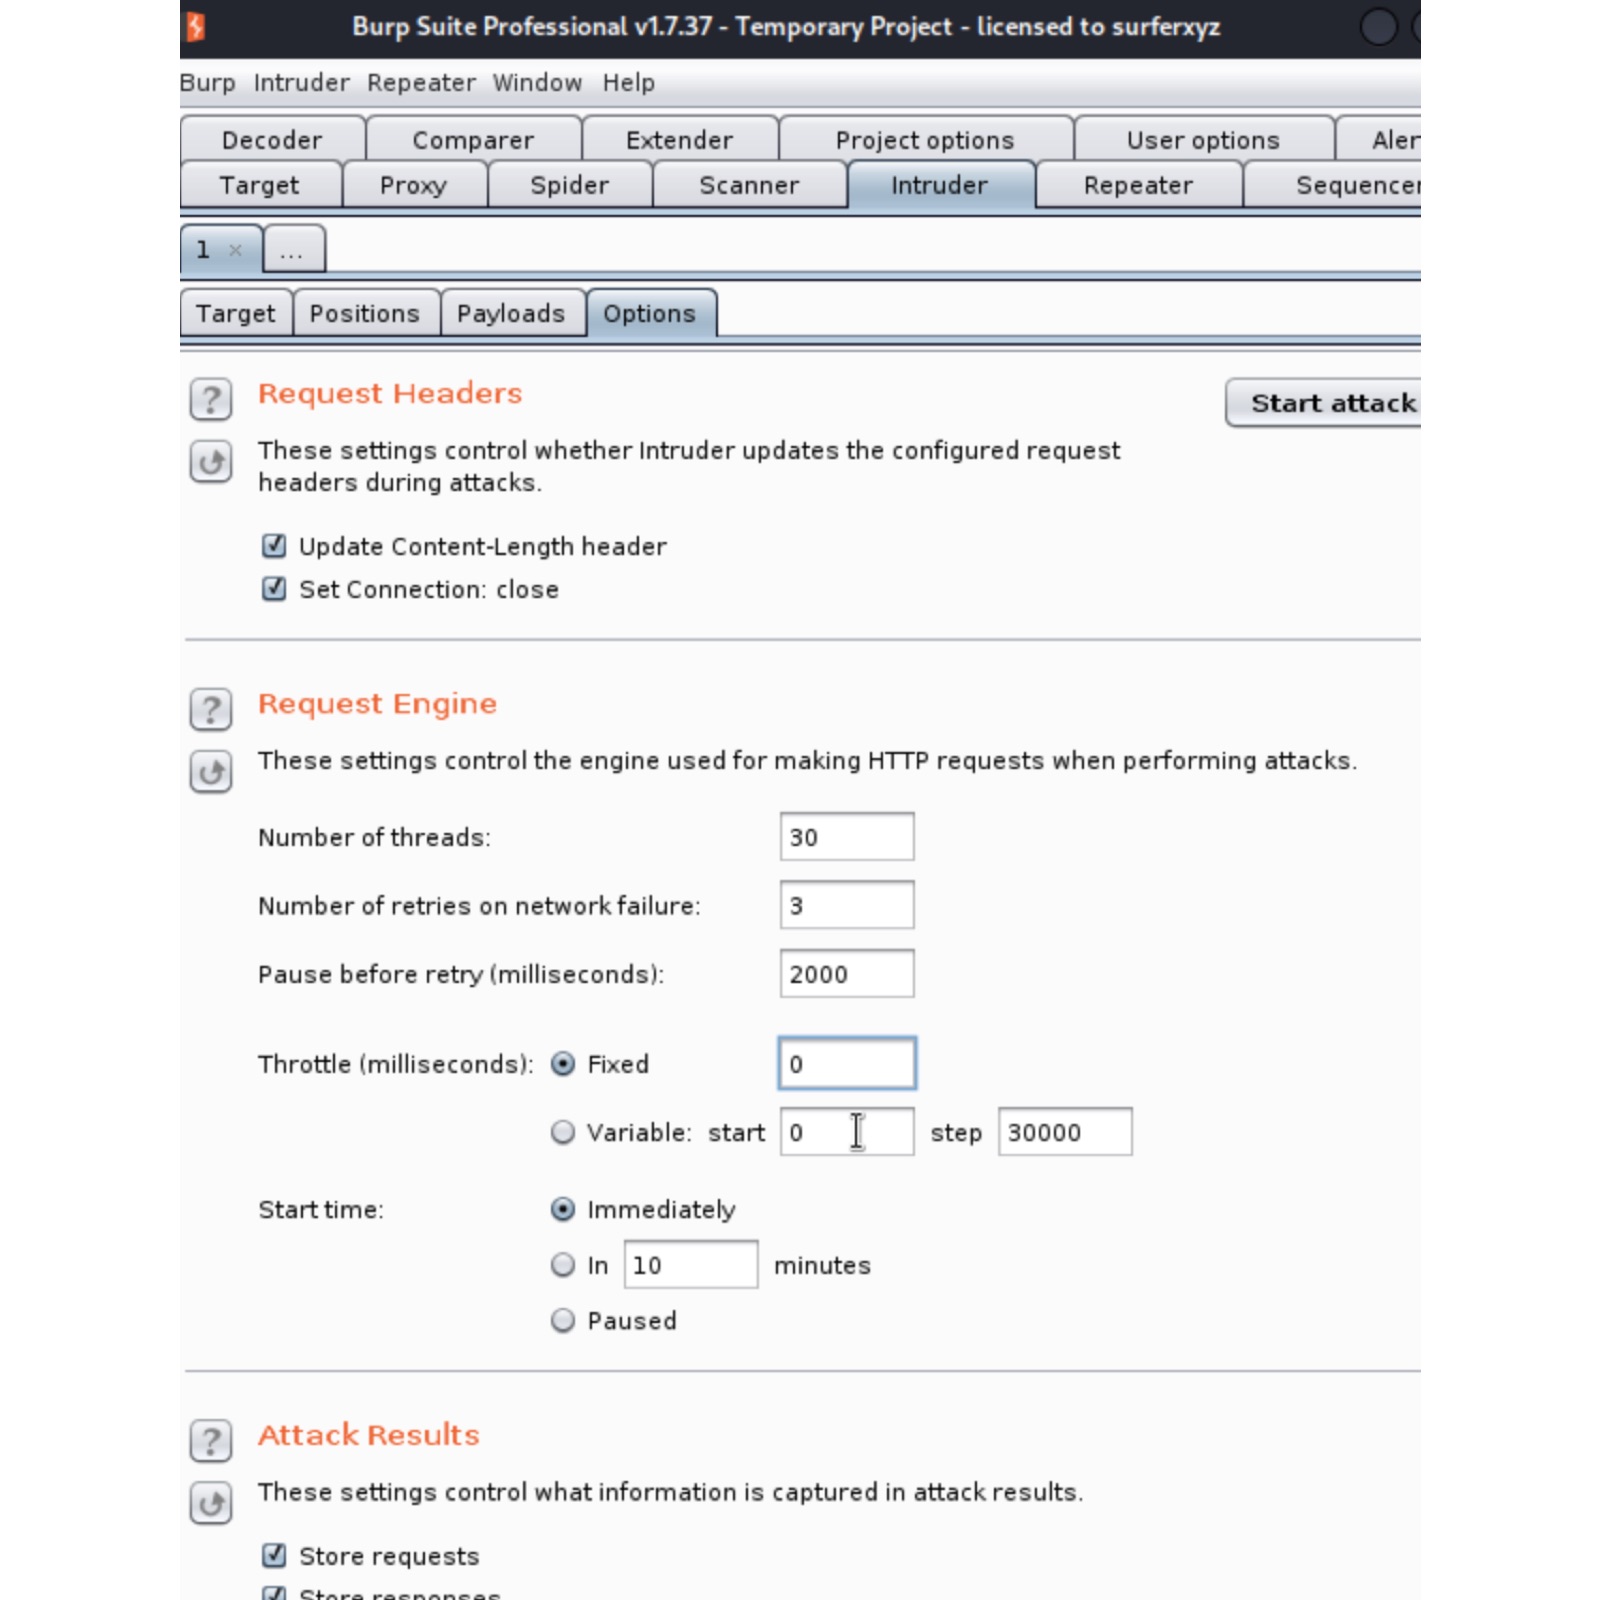 Burp Suite Professional v1.7.37 - Temporary Project - licensed to surferxyz
Burp Intruder Repeater Window Help
Decoder Comparer Extender Project options User options Aler
Target Proxy Spider Scanner Intruder Repeater Sequencer
1 × ...
Target Positions Payloads Options
? Request Headers
Start attack
These settings control whether Intruder updates the configured request
headers during attacks.
Update Content-Length header
Set Connection: close
? Request Engine
These settings control the engine used for making HTTP requests when performing attacks.
Number of threads: 30
Number of retries on network failure: 3
Pause before retry (milliseconds): 2000
Throttle (milliseconds): Fixed 0
Variable: start 0 step 30000
Start time: Immediately
In 10 minutes
Paused
? Attack Results
These settings control what information is captured in attack results.
Store requests
Store responses